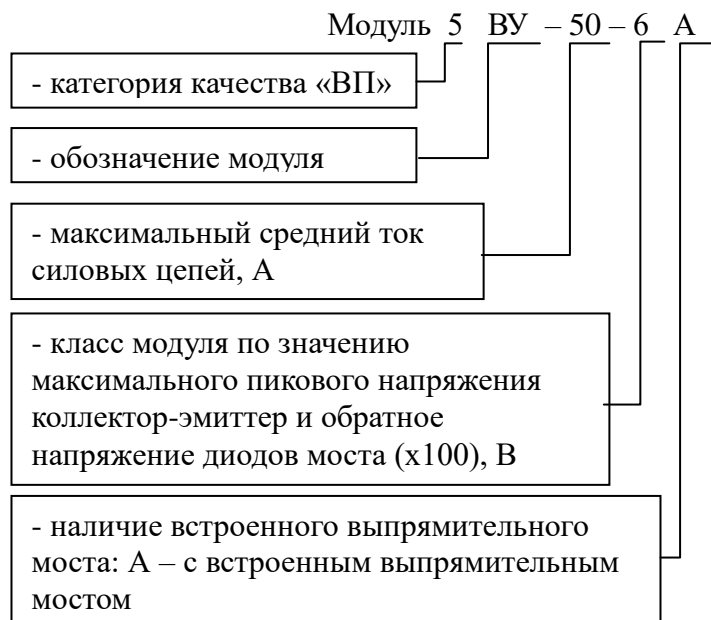 Модуль 5 ВУ – 50 – 6 А
- категория качества «ВП»
- обозначение модуля
- максимальный средний ток
силовых цепей, А
- класс модуля по значению
максимального пикового напряжения
коллектор-эмиттер и обратное
напряжение диодов моста (х100), В
- наличие встроенного выпрямительного
моста: А – с встроенным выпрямительным
мостом